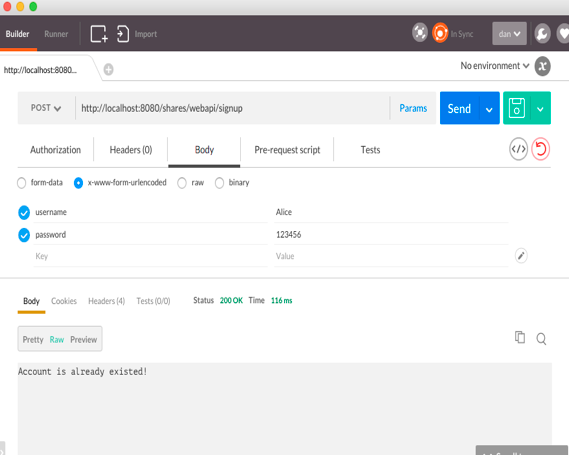 Builder Runner Import In Sync dan
http://localhost:8080... No environment
POST http://localhost:8080/shares/webapi/signup Params Send
Authorization Headers (0) Body Pre-request script Tests
form-data x-www-form-urlencoded raw binary
username Alice
password 123456
Key Value
Body Cookies Headers (4) Tests (0/0) Status 200 OK Time 116 ms
Pretty Raw Preview
Account is already existed!